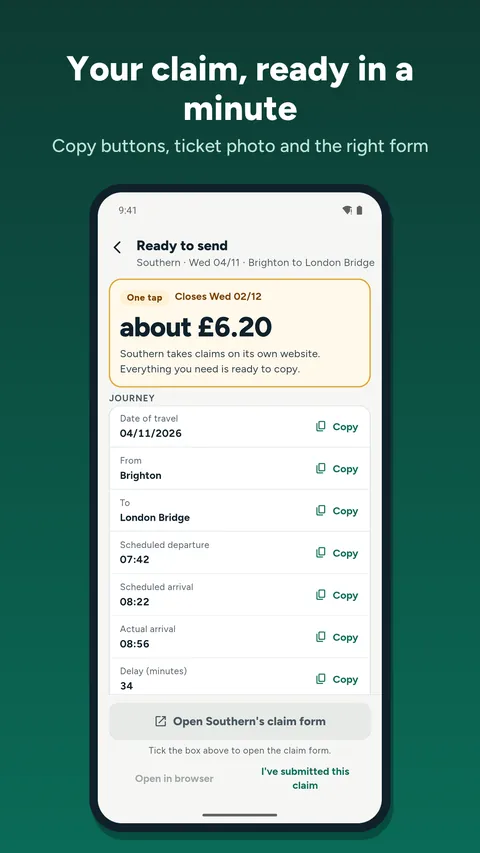 Your claim, ready in a
minute
Copy buttons, ticket photo and the right form
9:41
Ready to send
Southern · Wed 04/11 · Brighton to London Bridge
One tap Closes Wed 02/12
about £6.20
Southern takes claims on its own website.
Everything you need is ready to copy.
JOURNEY
Date of travel
04/11/2026
Copy
From
Brighton
Copy
To
London Bridge
Copy
Scheduled departure
07:42
Copy
Scheduled arrival
08:22
Copy
Actual arrival
08:56
Copy
Delay (minutes)
34
Copy
Open Southern's claim form
Tick the box above to open the claim form.
Open in browser
I've submitted this
claim